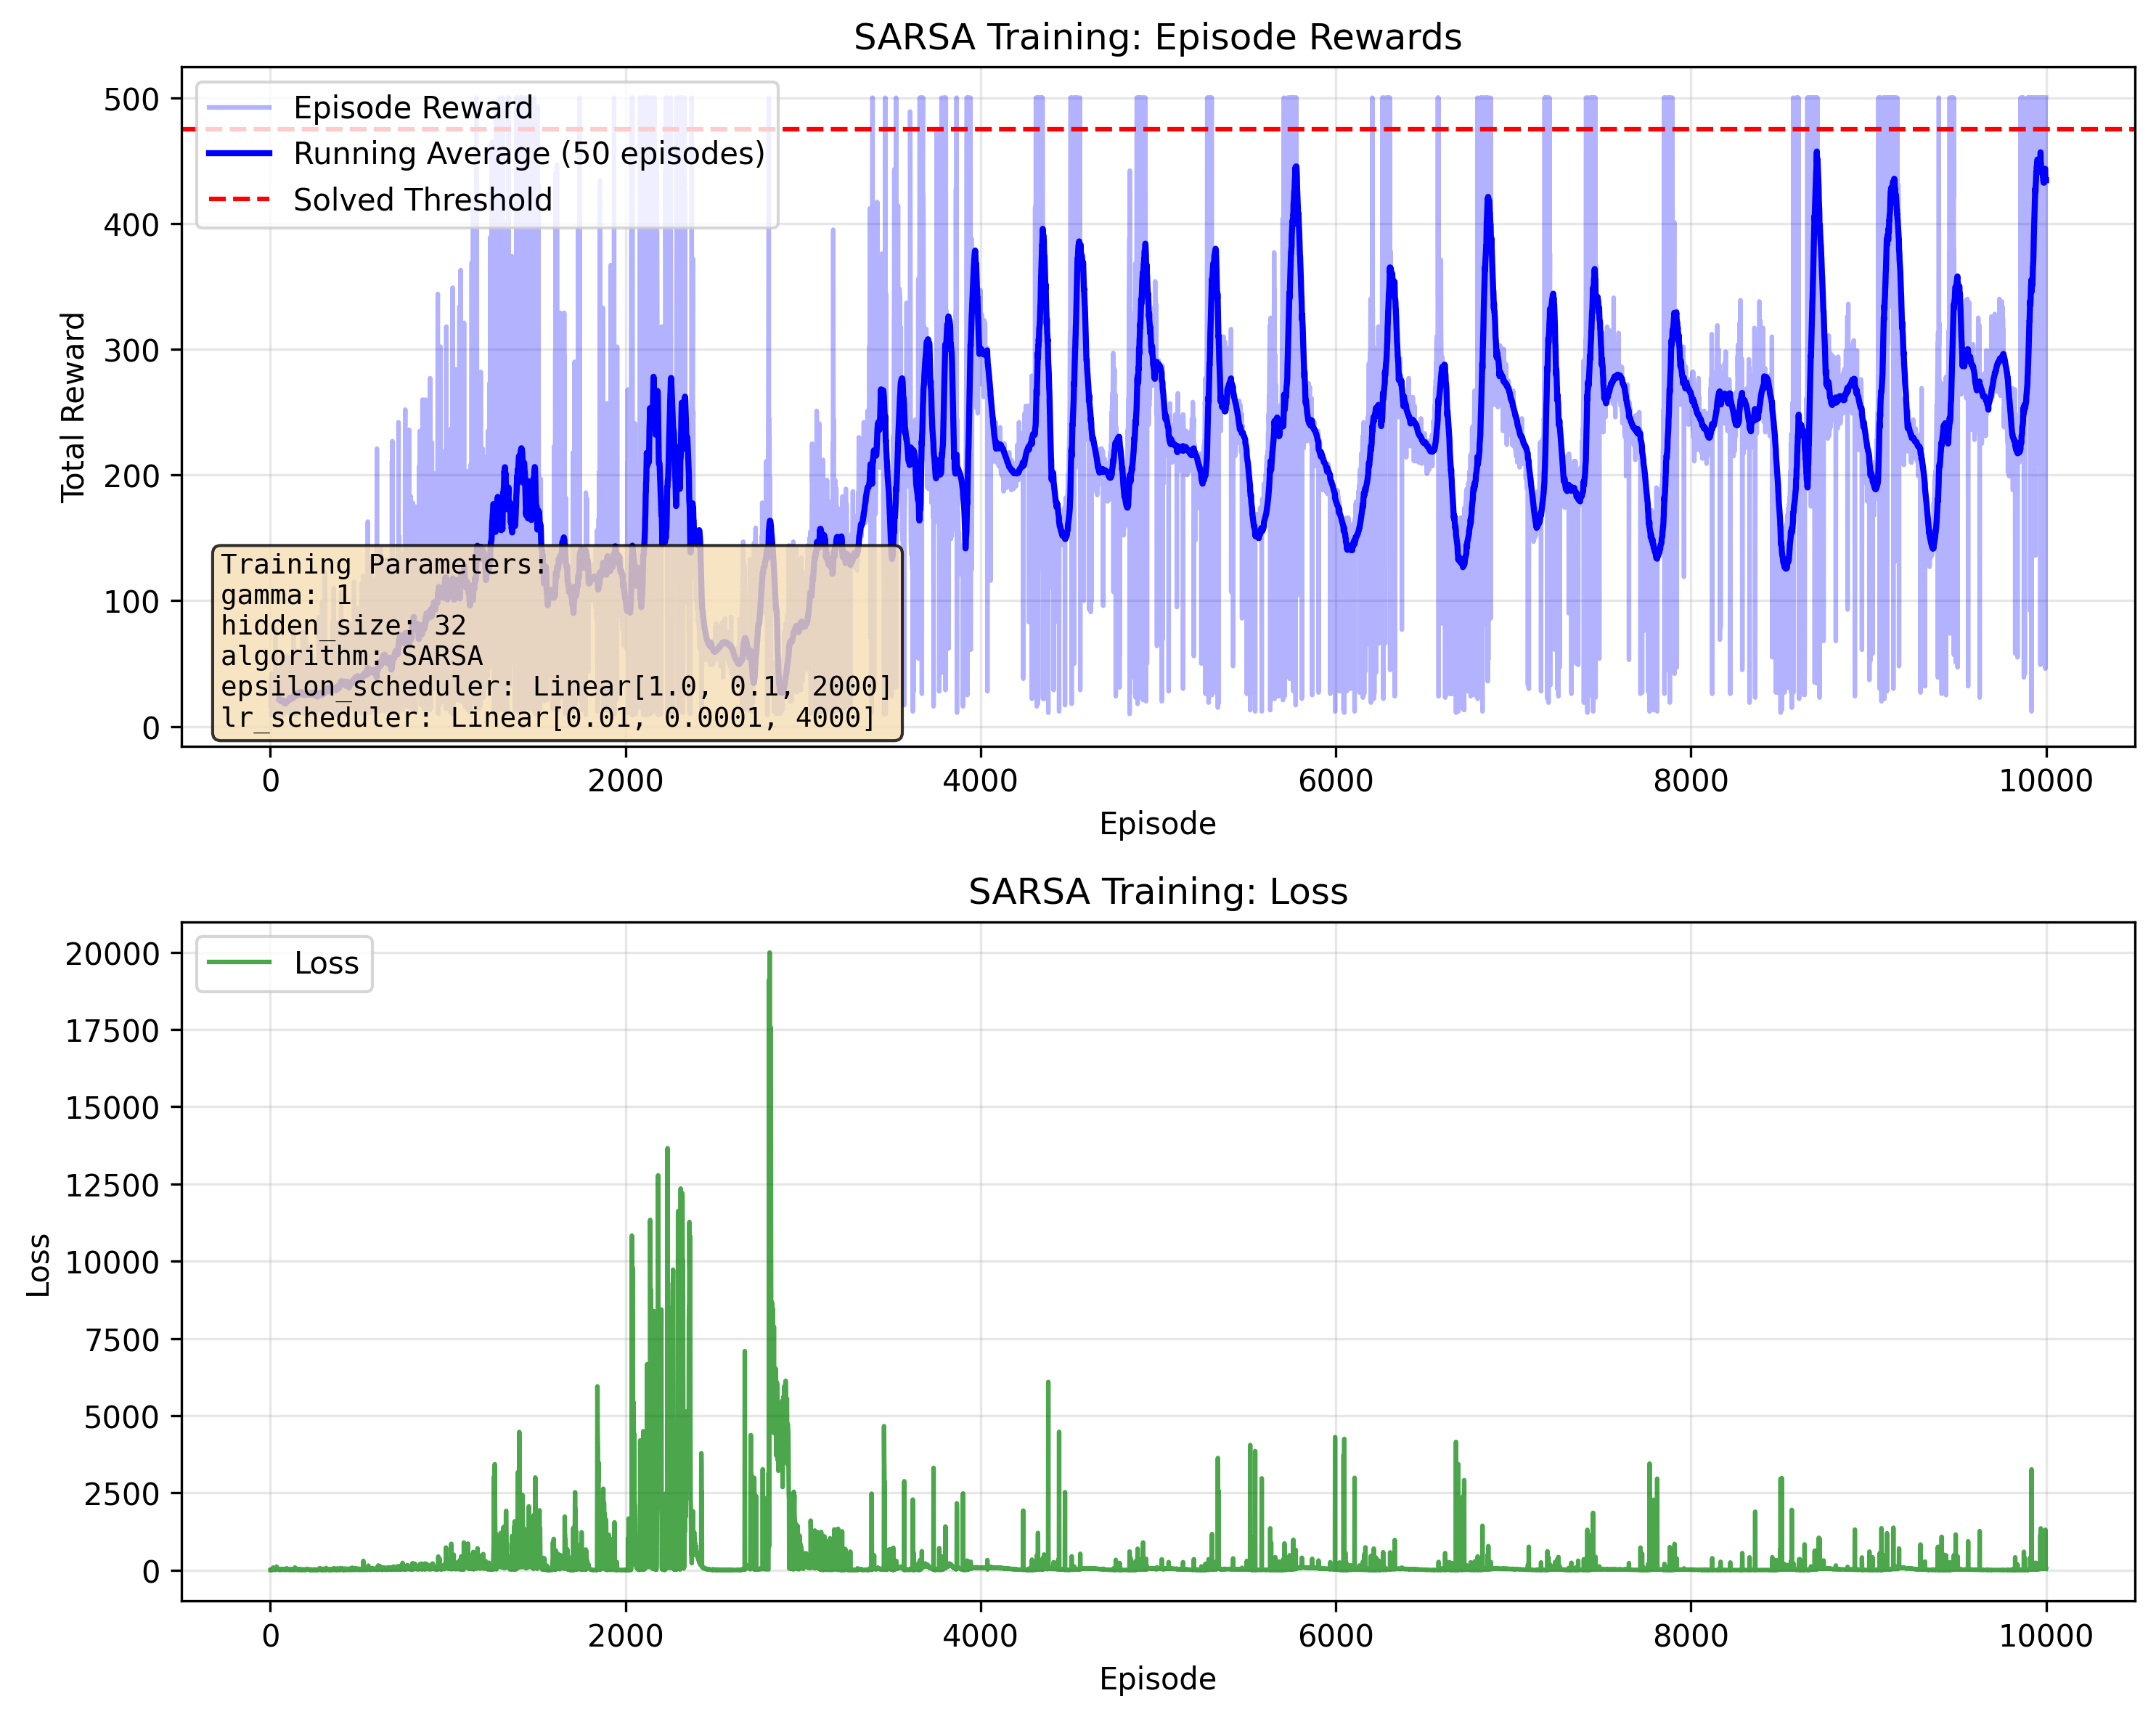 SARSA Training: Episode Rewards
Total Reward
500
400
300
200
100
0
Episode Reward
Running Average (50 episodes)
Solved Threshold
Training Parameters:
gamma: 1
hidden_size: 32
algorithm: SARSA
epsilon_scheduler: Linear[1.0, 0.1, 2000]
lr_scheduler: Linear[0.01, 0.0001, 4000]
0 2000 4000 6000 8000 10000
Episode
SARSA Training: Loss
Loss
20000
17500
15000
12500
10000
7500
5000
2500
0
Loss
0 2000 4000 6000 8000 10000
Episode